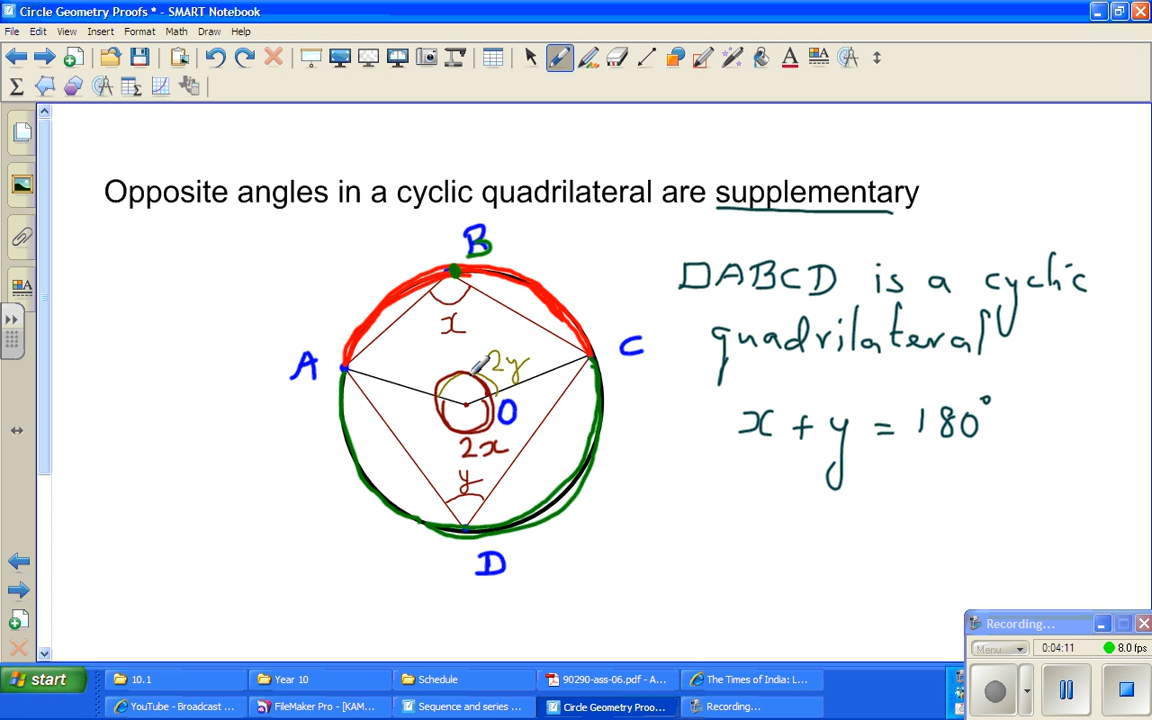 Circle Geometry Proofs * - SMART Notebook
File Edit View Insert Format Math Draw Help
Opposite angles in a cyclic quadrilateral are supplementary
B
□ABCD is a cyclic
quadrilateral
x
A
C
2y
O
x + y = 180°
2x
y
D
Recording...
Menu
0:04:11
8.0 fps
start
10.1
Year 10
Schedule
90290-ass-06.pdf - A...
The Times of India: L...
YouTube - Broadcast ...
FileMaker Pro - [KAM...
Sequence and series ...
Circle Geometry Proo...
Recording...